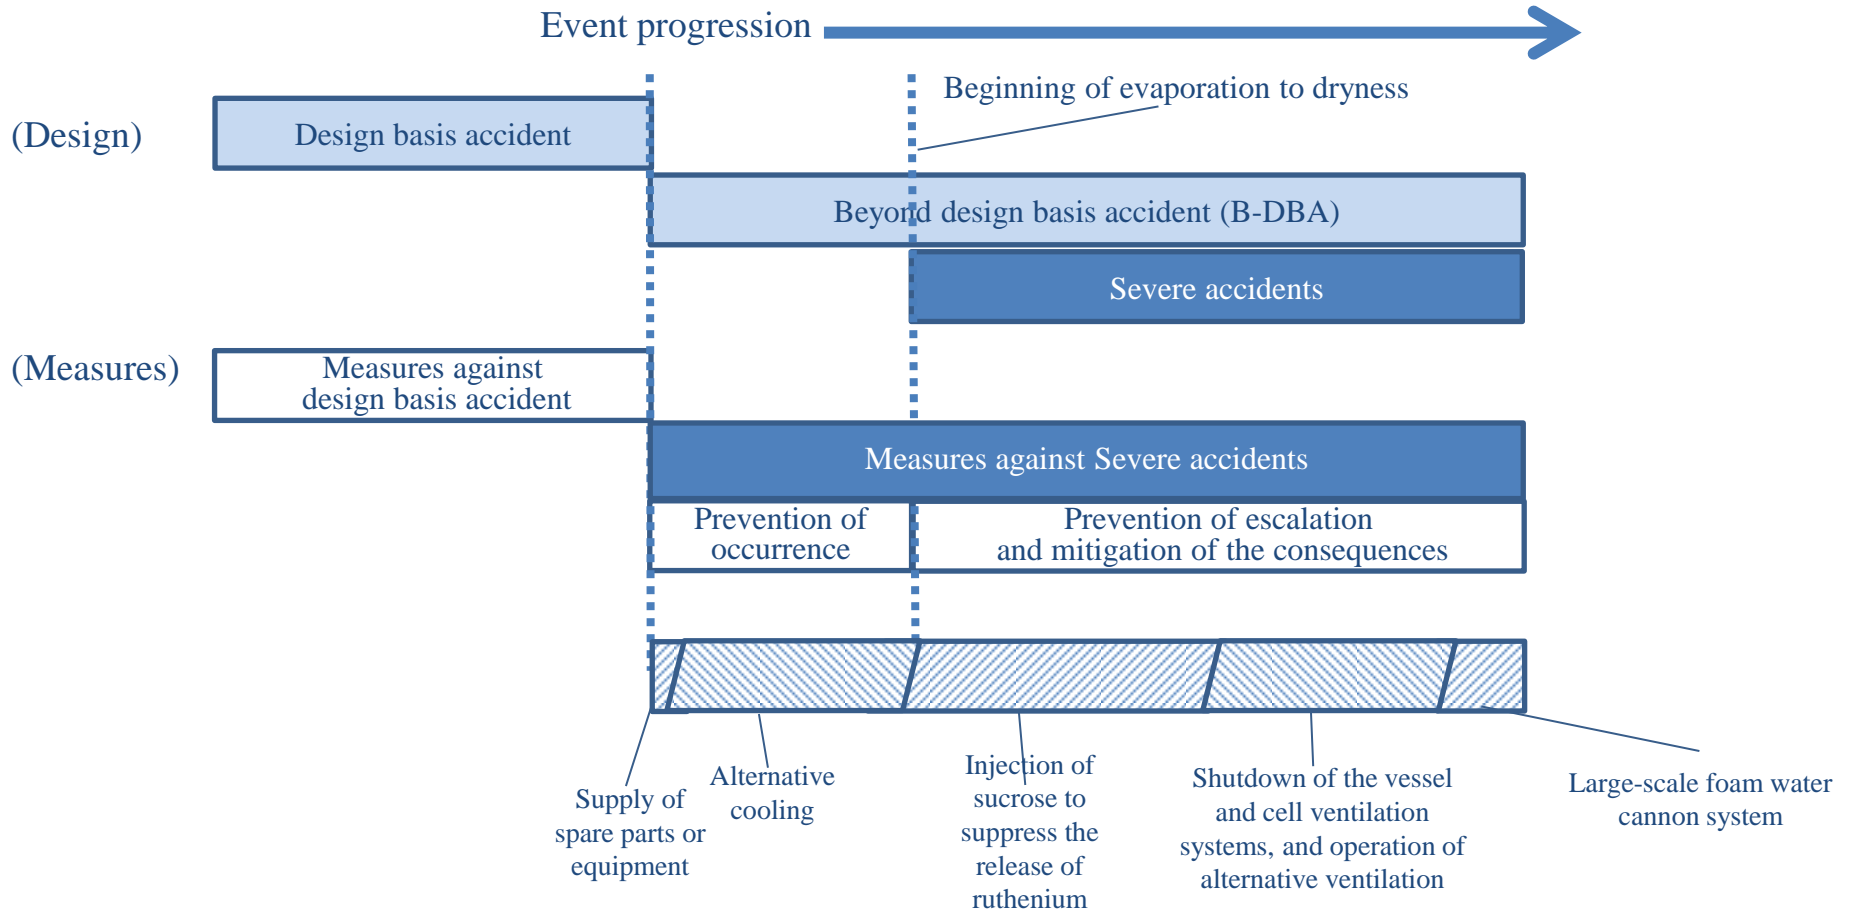 Event progression
Beginning of evaporation to dryness
(Design)
Design basis accident
Beyond design basis accident (B-DBA)
Severe accidents
(Measures)
Measures against
design basis accident
Measures against Severe accidents
Prevention of
occurrence
Prevention of escalation
and mitigation of the consequences
Supply of
spare parts or
equipment
Alternative
cooling
Injection of
sucrose to
suppress the
release of
ruthenium
Shutdown of the vessel
and cell ventilation
systems, and operation of
alternative ventilation
Large-scale foam water
cannon system